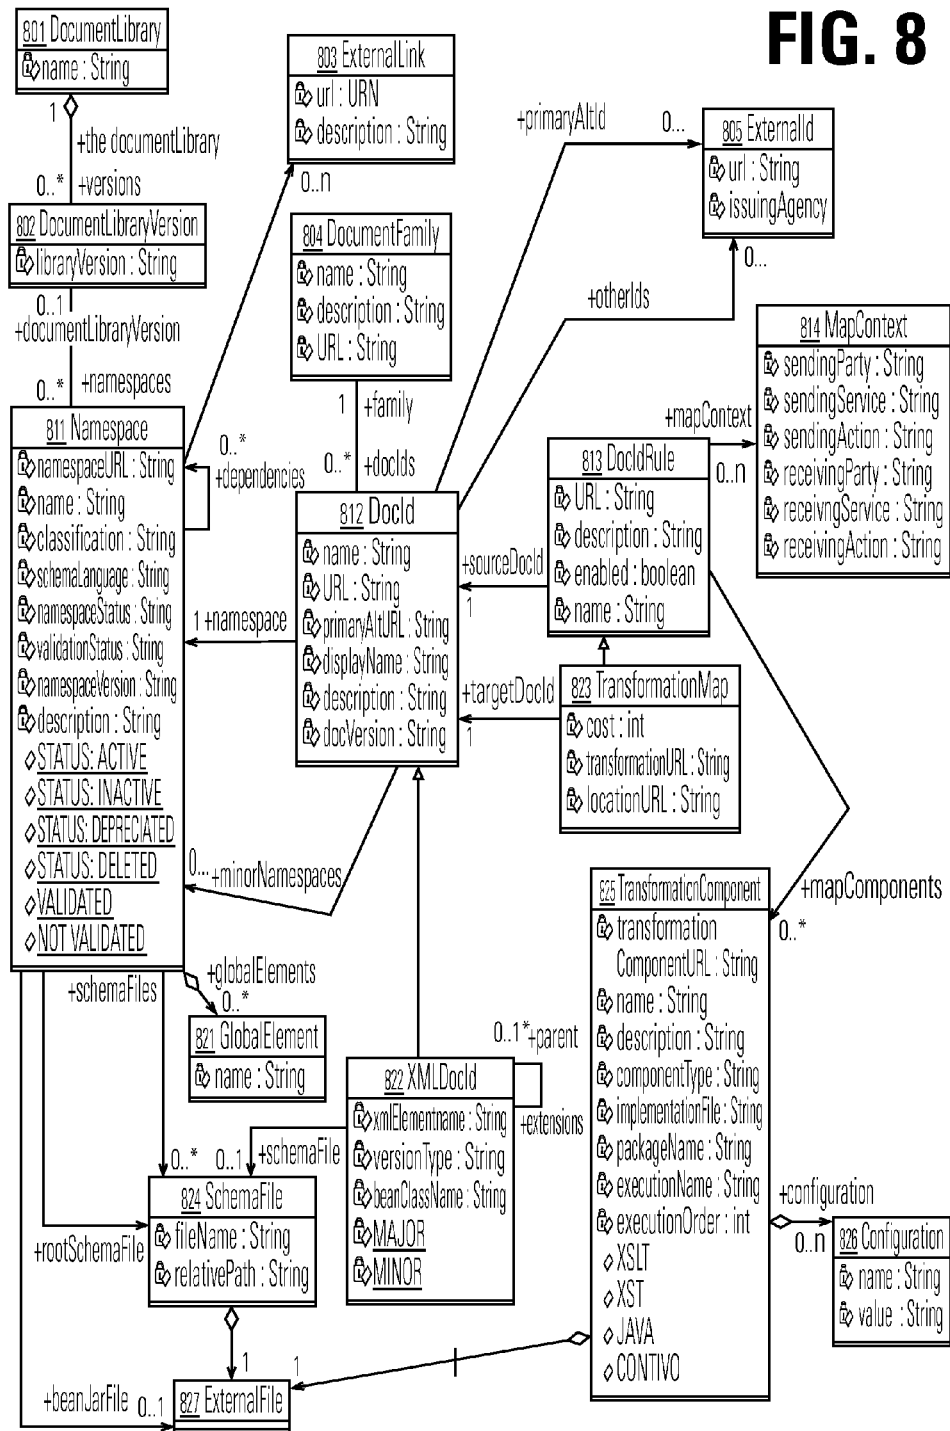 FIG. 8
801 DocumentLibrary
name : String
1
+the documentLibrary
0..* +versions
802 DocumentLibraryVersion
libraryVersion : String
0..1
+documentLibraryVersion
0..* +namespaces
803 ExternalLink
url : URN
description : String
0..n
804 DocumentFamily
name : String
description : String
URL : String
1 +family
0..* +docIds
+primaryAltId 0...
805 ExternalId
url : String
issuingAgency
0...
+otherIds
811 Namespace
namespaceURL : String
name : String
classification : String
schemaLanguage : String
namespaceStatus : String
validationStatus : String
namespaceVersion : String
description : String
STATUS: ACTIVE
STATUS: INACTIVE
STATUS: DEPRECIATED
STATUS: DELETED
VALIDATED
NOT VALIDATED
0..*
+dependencies
1 +namespace
0... +minorNamespaces
812 DocId
name : String
URL : String
primaryAltURL : String
displayName : String
description : String
docVersion : String
+sourceDocId
1
+targetDocId
1
813 DocIdRule
URL : String
description : String
enabled : boolean
name : String
+mapContext
0..n
814 MapContext
sendingParty : String
sendingService : String
sendingAction : String
receivingParty : String
receivngService : String
receivingAction : String
823 TransformationMap
cost : int
transformationURL : String
locationURL : String
+mapComponents
0..*
825 TransformationComponent
transformation
ComponentURL : String
name : String
description : String
componentType : String
implementationFile : String
packageName : String
executionName : String
executionOrder : int
XSLT
XST
JAVA
CONTIVO
+configuration
0..n
826 Configuration
name : String
value : String
+schemaFiles
+globalElements
0..*
821 GlobalElement
name : String
0..1* +parent
+extensions
822 XMLDocId
xmlElementname : String
versionType : String
beanClassName : String
MAJOR
MINOR
0..* 0..1 +schemaFile
824 SchemaFile
fileName : String
relativePath : String
+rootSchemaFile
1 1
+beanJarFile 0..1
827 ExternalFile